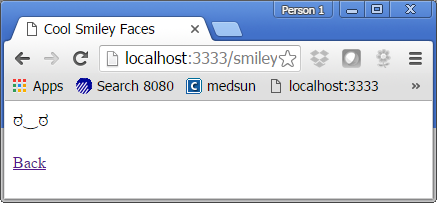 Person 1
Cool Smiley Faces
localhost:3333/smiley
Apps Search 8080 medsun localhost:3333 »
ಠ‿ಠ
Back